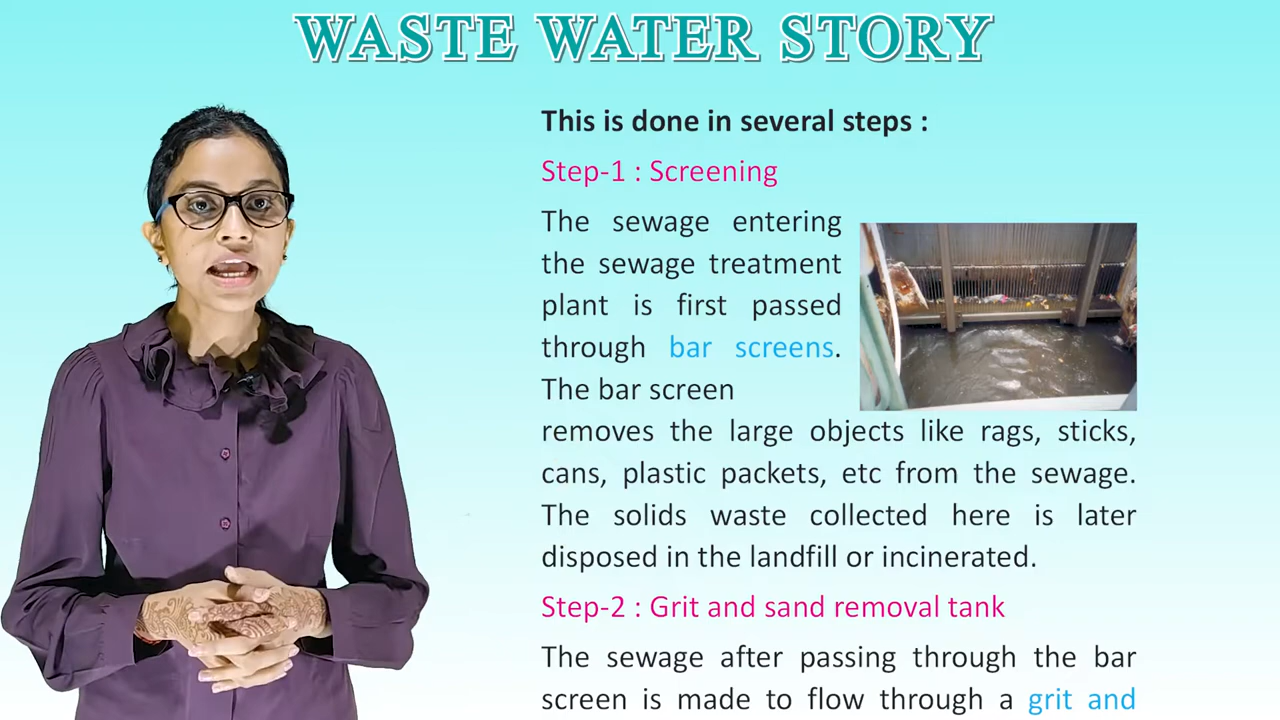 WASTE WATER STORY
This is done in several steps :
Step-1 : Screening
The sewage entering
the sewage treatment
plant is first passed
through bar screens.
The bar screen
removes the large objects like rags, sticks,
cans, plastic packets, etc from the sewage.
The solids waste collected here is later
disposed in the landfill or incinerated.
Step-2 : Grit and sand removal tank
The sewage after passing through the bar
screen is made to flow through a grit and